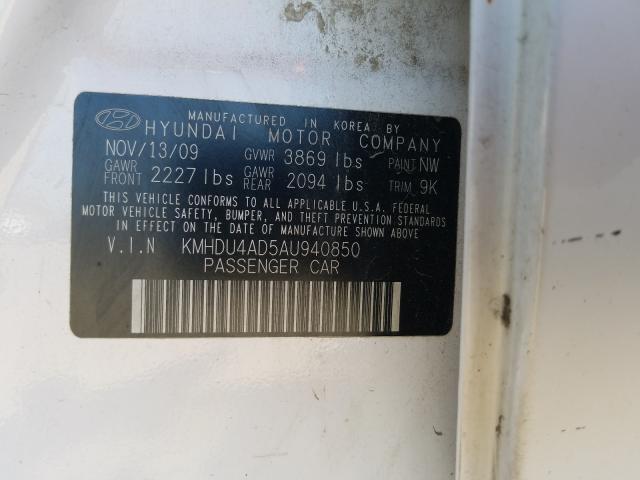 MANUFACTURED IN KOREA BY
HYUNDAI MOTOR COMPANY
NOV/13/09 GVWR 3869 lbs PAINT NW
GAWR FRONT 2227 lbs GAWR REAR 2094 lbs TRIM 9K
THIS VEHICLE CONFORMS TO ALL APPLICABLE U.S.A. FEDERAL
MOTOR VEHICLE SAFETY, BUMPER, AND THEFT PREVENTION STANDARDS
IN EFFECT ON THE DATE OF MANUFACTURE SHOWN ABOVE.
V.I.N KMHDU4AD5AU940850
PASSENGER CAR